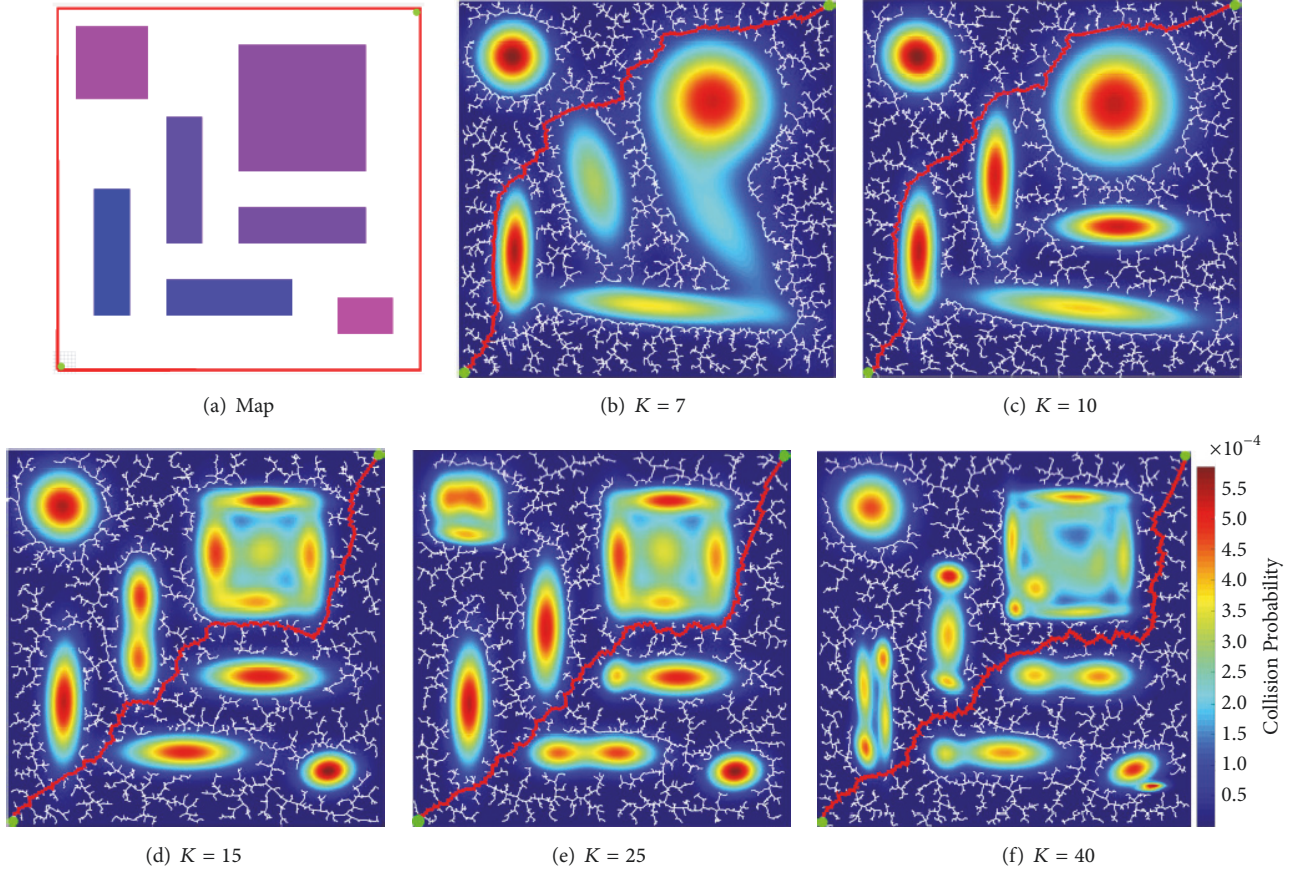 (a) Map
(b) K = 7
(c) K = 10
×10−4
5.5
5.0
4.5
4.0
3.5
3.0
2.5
2.0
1.5
1.0
0.5
Collision Probability
(d) K = 15
(e) K = 25
(f) K = 40